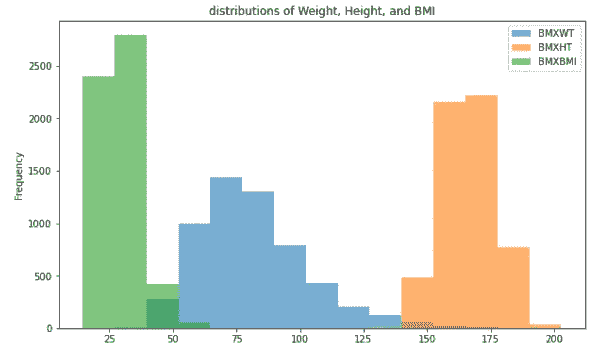 distributions of Weight, Height, and BMI
BMXWT
BMXHT
BMXBMI
Frequency
2500
2000
1500
1000
500
0
25 50 75 100 125 150 175 200